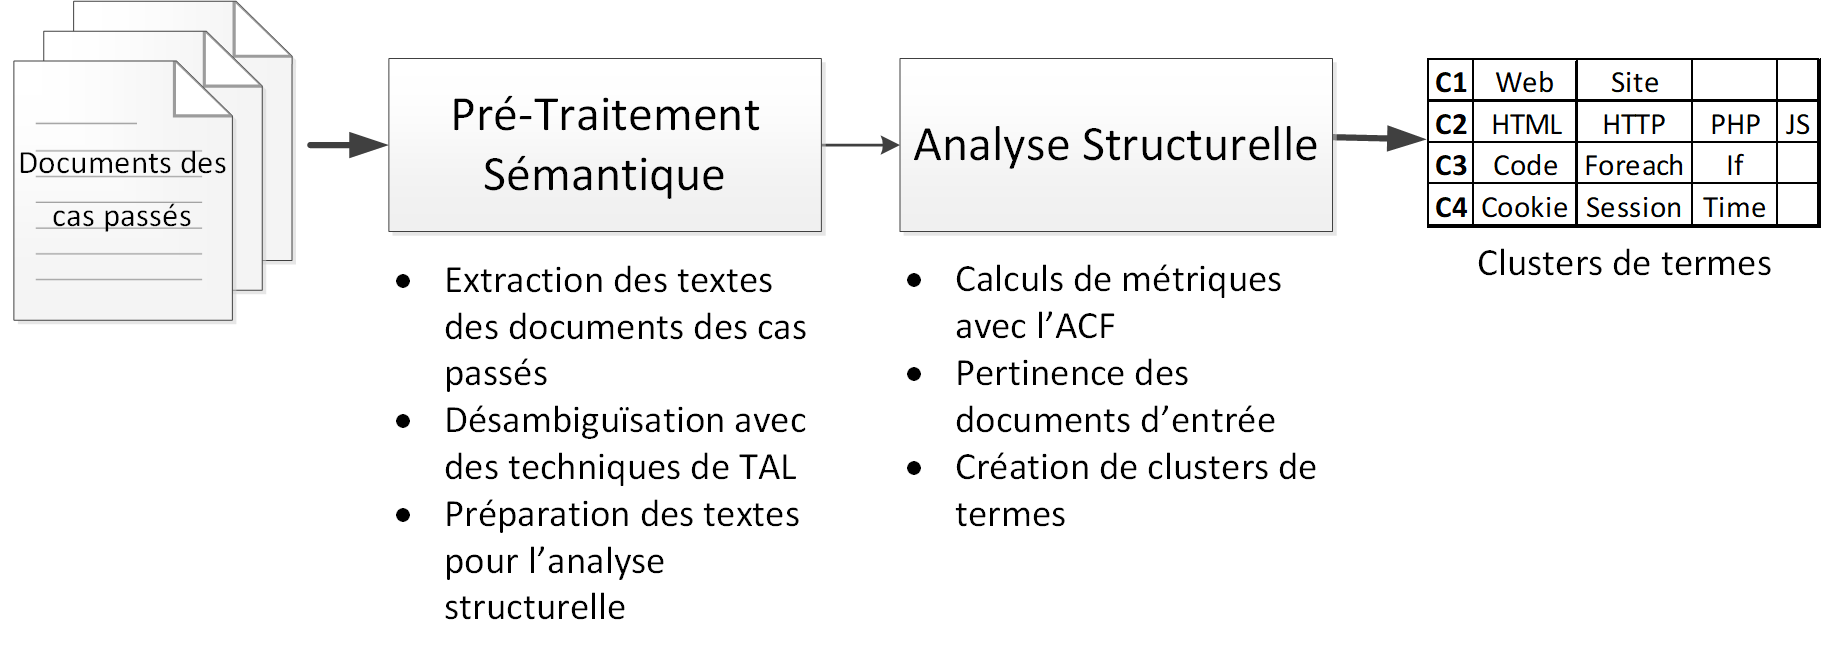 Documents des
cas passés
Pré-Traitement
Sémantique
• Extraction des textes
des documents des cas
passés
• Désambiguïsation avec
des techniques de TAL
• Préparation des textes
pour l’analyse
structurelle
Analyse Structurelle
• Calculs de métriques
avec l’ACF
• Pertinence des
documents d’entrée
• Création de clusters de
termes
C1 Web Site
C2 HTML HTTP PHP JS
C3 Code Foreach If
C4 Cookie Session Time
Clusters de termes